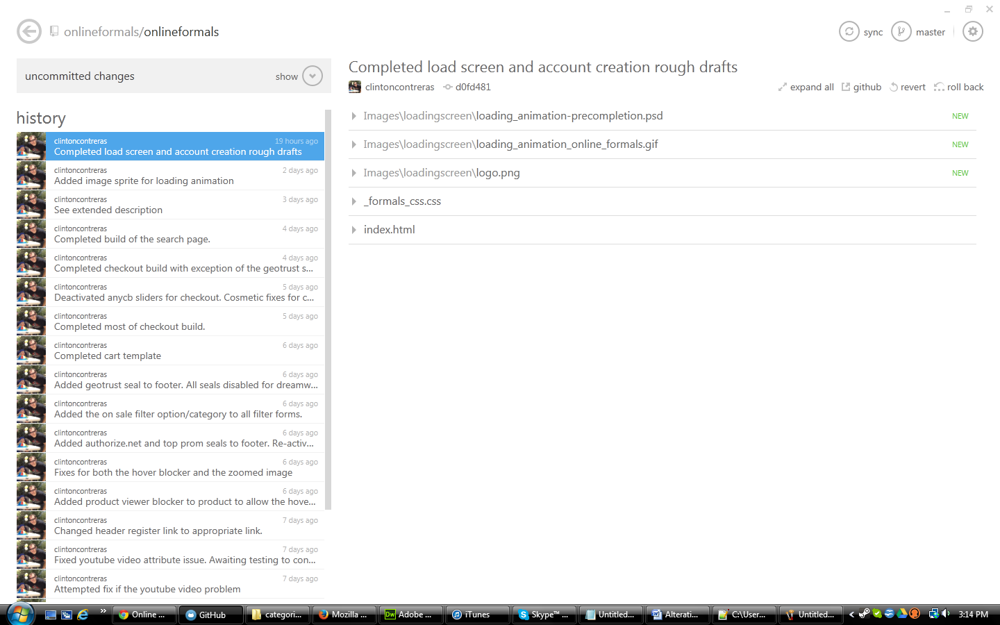 onlineformals/onlineformals
sync
master
uncommitted changes
show
history
clintoncontreras
19 hours ago
Completed load screen and account creation rough drafts
clintoncontreras
2 days ago
Added image sprite for loading animation
clintoncontreras
3 days ago
See extended description
clintoncontreras
4 days ago
Completed build of the search page.
clintoncontreras
4 days ago
Completed checkout build with exception of the geotrust s...
clintoncontreras
5 days ago
Deactivated anycb sliders for checkout. Cosmetic fixes for c...
clintoncontreras
5 days ago
Completed most of checkout build.
clintoncontreras
6 days ago
Completed cart template
clintoncontreras
6 days ago
Added geotrust seal to footer. All seals disabled for dreamw...
clintoncontreras
6 days ago
Added the on sale filter option/category to all filter forms.
clintoncontreras
6 days ago
Added authorize.net and top prom seals to footer. Re-activ...
clintoncontreras
6 days ago
Fixes for both the hover blocker and the zoomed image
clintoncontreras
6 days ago
Added product viewer blocker to product to allow the hove...
clintoncontreras
7 days ago
Changed header register link to appropriate link.
clintoncontreras
7 days ago
Fixed youtube video attribute issue. Awaiting testing to con...
clintoncontreras
7 days ago
Attempted fix if the youtube video problem
Completed load screen and account creation rough drafts
clintoncontreras
d0fd481
expand all
github
revert
roll back
Images\loadingscreen\loading_animation-precompletion.psd
NEW
Images\loadingscreen\loading_animation_online_formals.gif
NEW
Images\loadingscreen\logo.png
NEW
_formals_css.css
index.html
Online ...
GitHub
categori...
Mozilla ...
Dw
Adobe ...
iTunes
Skype™ ...
Untitled...
Alterati...
C:\User...
Untitled...
3:14 PM